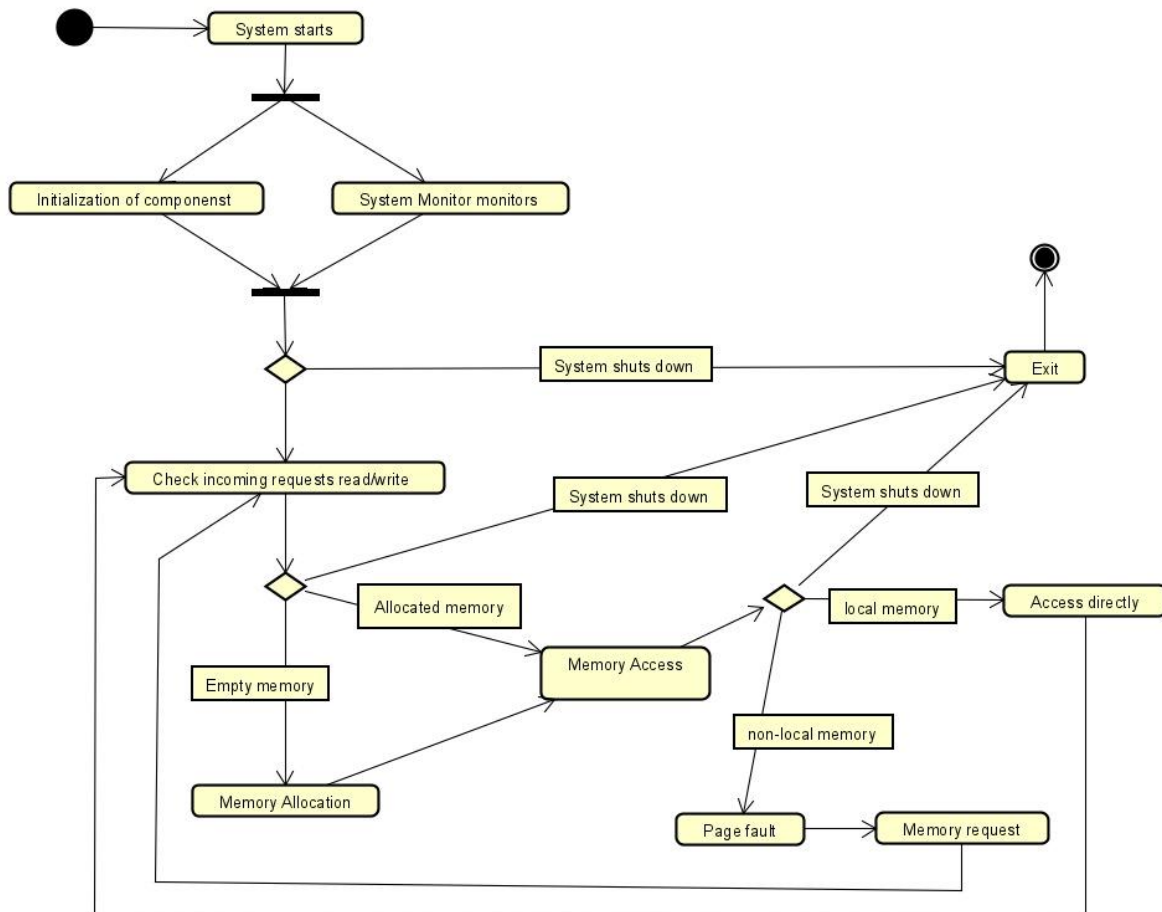 System starts
Initialization of componenst
System Monitor monitors
System shuts down
Exit
Check incoming requests read/write
System shuts down
System shuts down
Allocated memory
local memory
Access directly
Memory Access
Empty memory
non-local memory
Memory Allocation
Page fault
Memory request